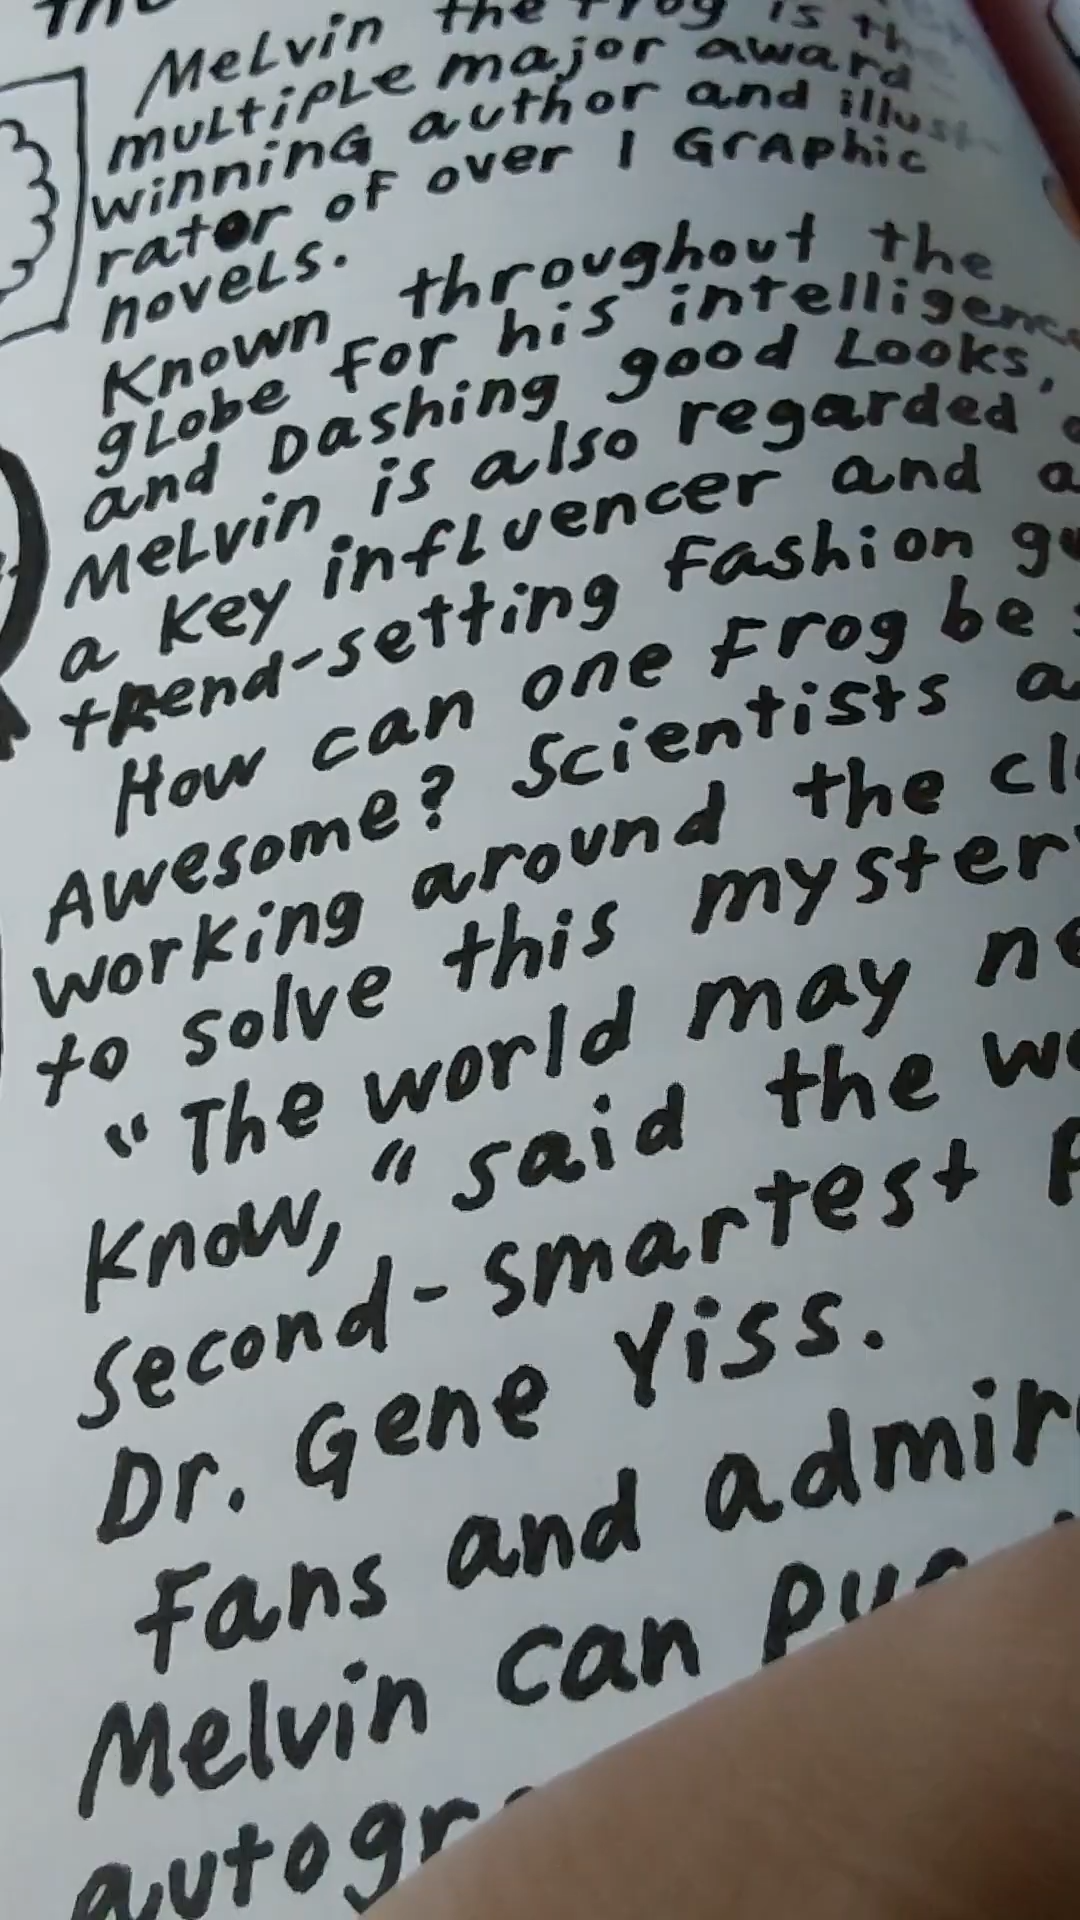 Melvin the Frog is the
multiple major award
winning author and illust-
rator of over 1 Graphic
novels.
Known throughout the
globe for his intelligence
and Dashing good Looks,
Melvin is also regarded
a key influencer and a
trend-setting fashion
How can one frog be
Awesome? Scientists
working around the
to solve this mystery
"The world may
Know," said the
second-smartest
Dr. Gene Yiss.
Fans and
Melvin can